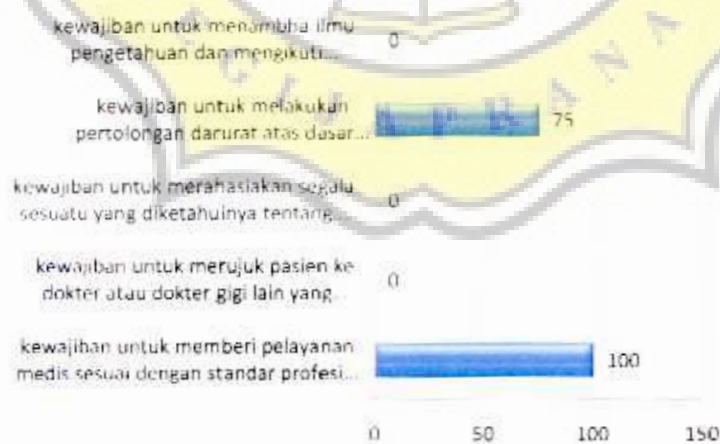 kewajiban untuk menambha ilmu
pengetahuan dan mengikuti...
0
kewajiban untuk melakukan
pertolongan darurat atas dasar...
75
kewajiban untuk merahasiakan segala
sesuatu yang diketahuinya tentang...
0
kewajiban untuk merujuk pasien ke
dokter atau dokter gigi lain yang...
0
kewajiban untuk memberi pelayanan
medis sesuai dengan standar profesi...
100
0 50 100 150